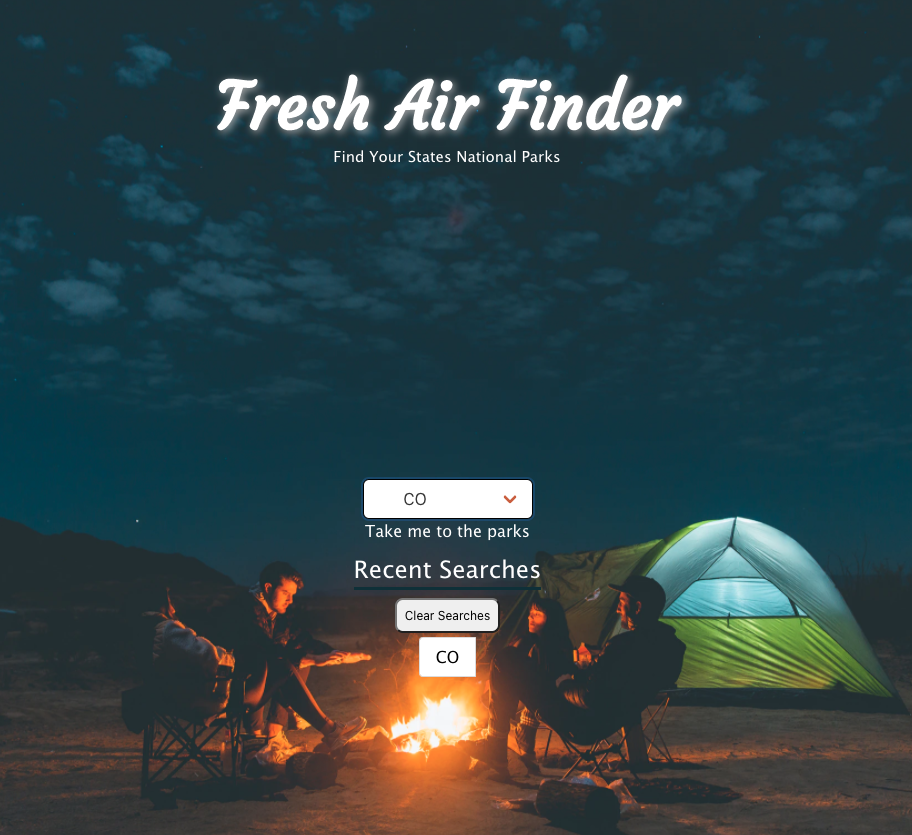 Fresh Air Finder
Find Your States National Parks
CO
Take me to the parks
Recent Searches
Clear Searches
CO